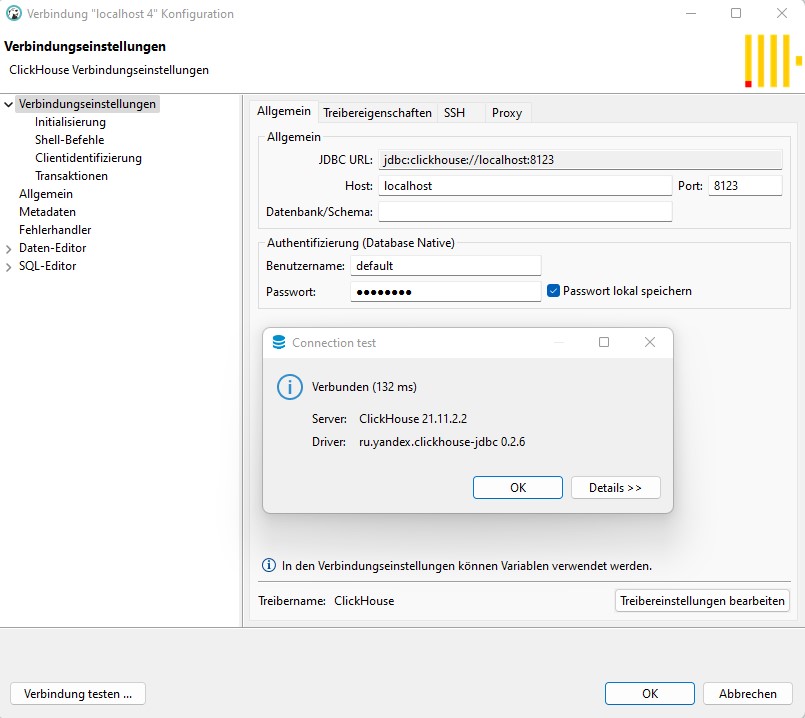 Verbindung "localhost 4" Konfiguration
Verbindungseinstellungen
ClickHouse Verbindungseinstellungen
Verbindungseinstellungen
Initialisierung
Shell-Befehle
Clientidentifizierung
Transaktionen
Allgemein
Metadaten
Fehlerhandler
Daten-Editor
SQL-Editor
Allgemein Treibereigenschaften SSH Proxy
Allgemein
JDBC URL: jdbc:clickhouse://localhost:8123
Host: localhost Port: 8123
Datenbank/Schema:
Authentifizierung (Database Native)
Benutzername: default
Passwort: ●●●●●●●● Passwort lokal speichern
Connection test
Verbunden (132 ms)
Server: ClickHouse 21.11.2.2
Driver: ru.yandex.clickhouse-jdbc 0.2.6
OK Details >>
In den Verbindungseinstellungen können Variablen verwendet werden.
Treibername: ClickHouse Treibereinstellungen bearbeiten
Verbindung testen ... OK Abbrechen